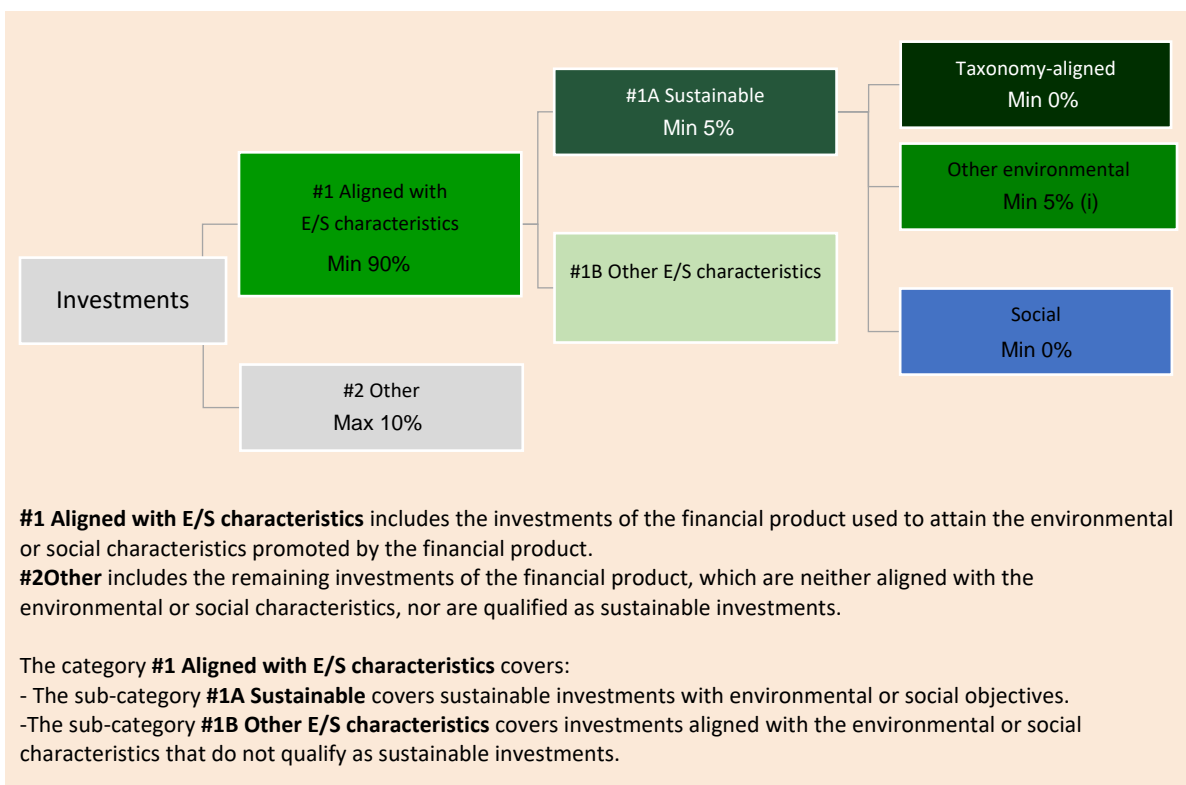 Investments
#1 Aligned with
E/S characteristics
Min 90%
#2 Other
Max 10%
#1A Sustainable
Min 5%
#1B Other E/S characteristics
Taxonomy-aligned
Min 0%
Other environmental
Min 5% (i)
Social
Min 0%
#1 Aligned with E/S characteristics includes the investments of the financial product used to attain the environmental
or social characteristics promoted by the financial product.
#2Other includes the remaining investments of the financial product, which are neither aligned with the
environmental or social characteristics, nor are qualified as sustainable investments.
The category #1 Aligned with E/S characteristics covers:
- The sub-category #1A Sustainable covers sustainable investments with environmental or social objectives.
-The sub-category #1B Other E/S characteristics covers investments aligned with the environmental or social
characteristics that do not qualify as sustainable investments.